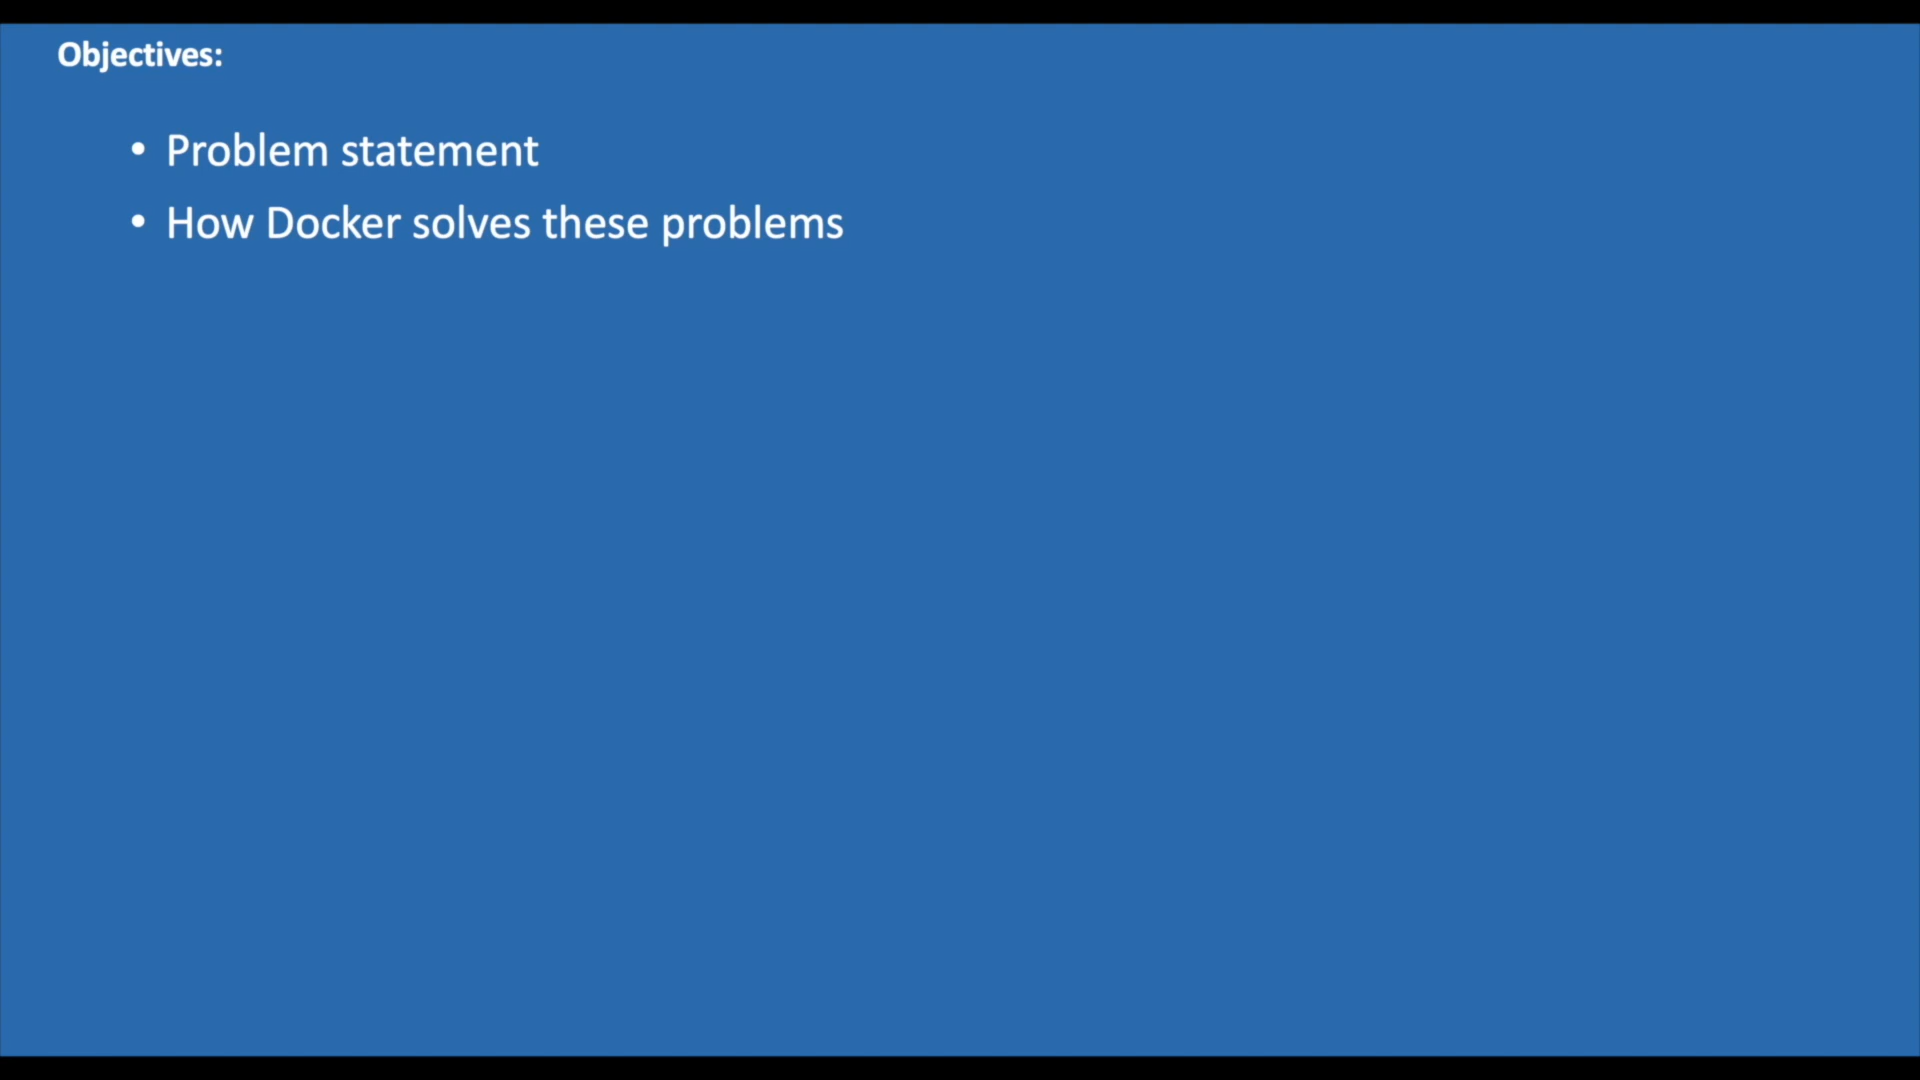 Objectives:
• Problem statement
• How Docker solves these problems